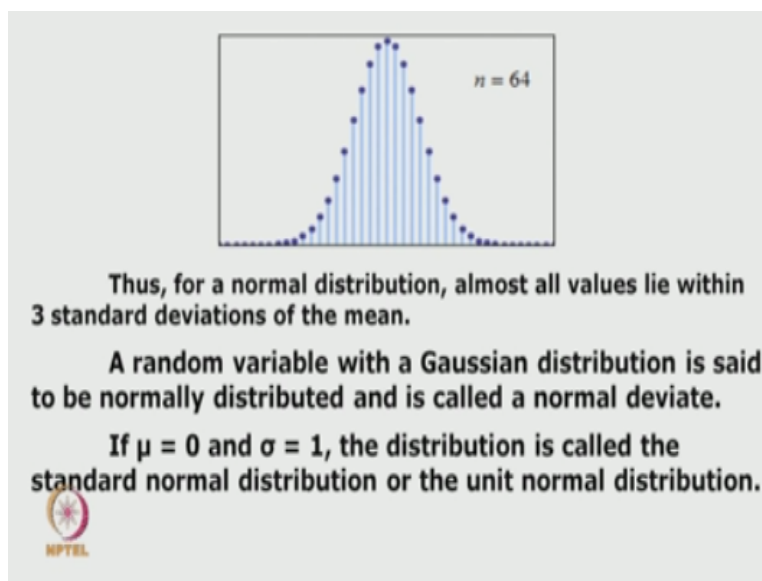 n = 64
Thus, for a normal distribution, almost all values lie within
3 standard deviations of the mean.
A random variable with a Gaussian distribution is said
to be normally distributed and is called a normal deviate.
If μ = 0 and σ = 1, the distribution is called the
standard normal distribution or the unit normal distribution.
NPTEL